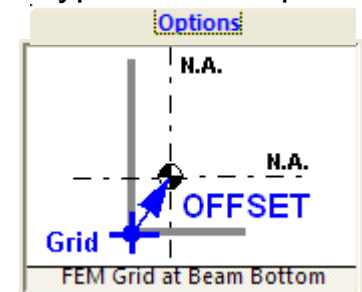 Options
N.A.
N.A.
OFFSET
Grid
FEM Grid at Beam Bottom